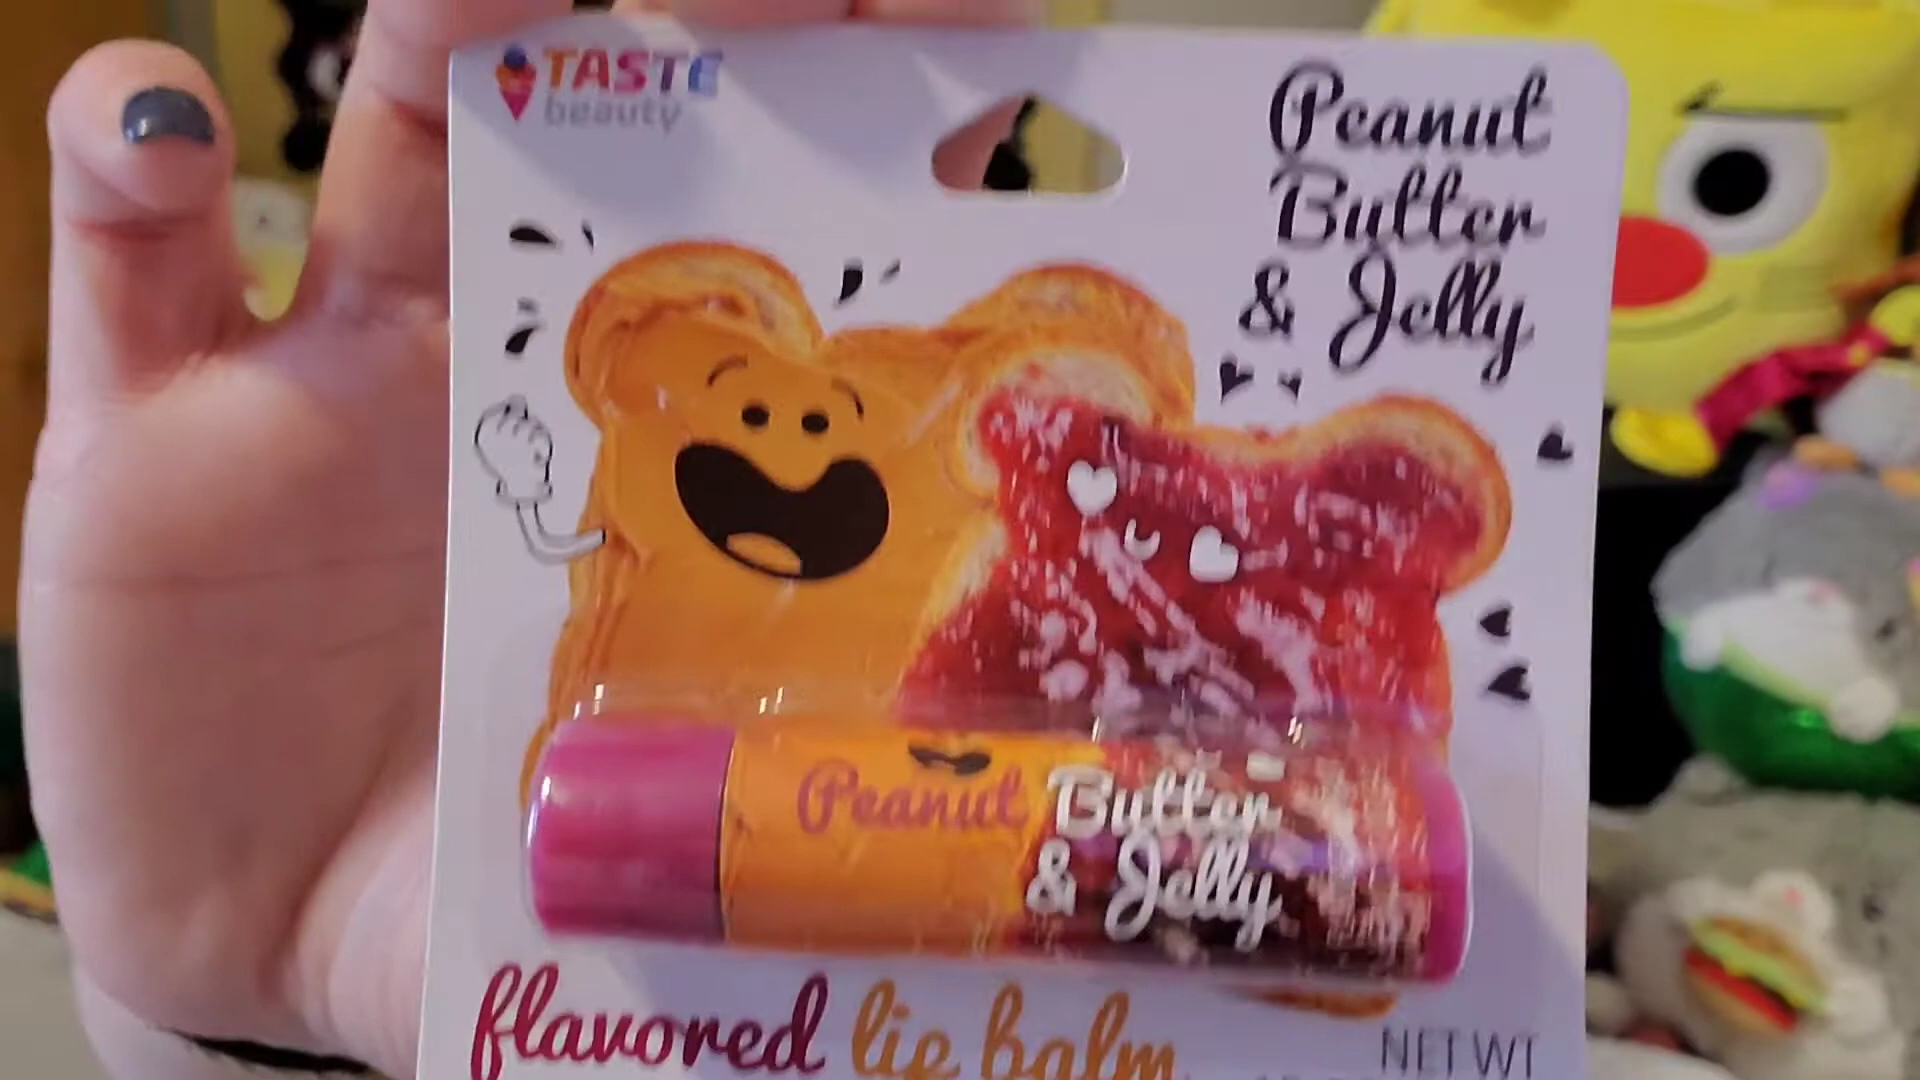 TASTE
beauty
Peanut
Butter
& Jelly
Peanut Butter
& Jelly
flavored lip balm
NET WT